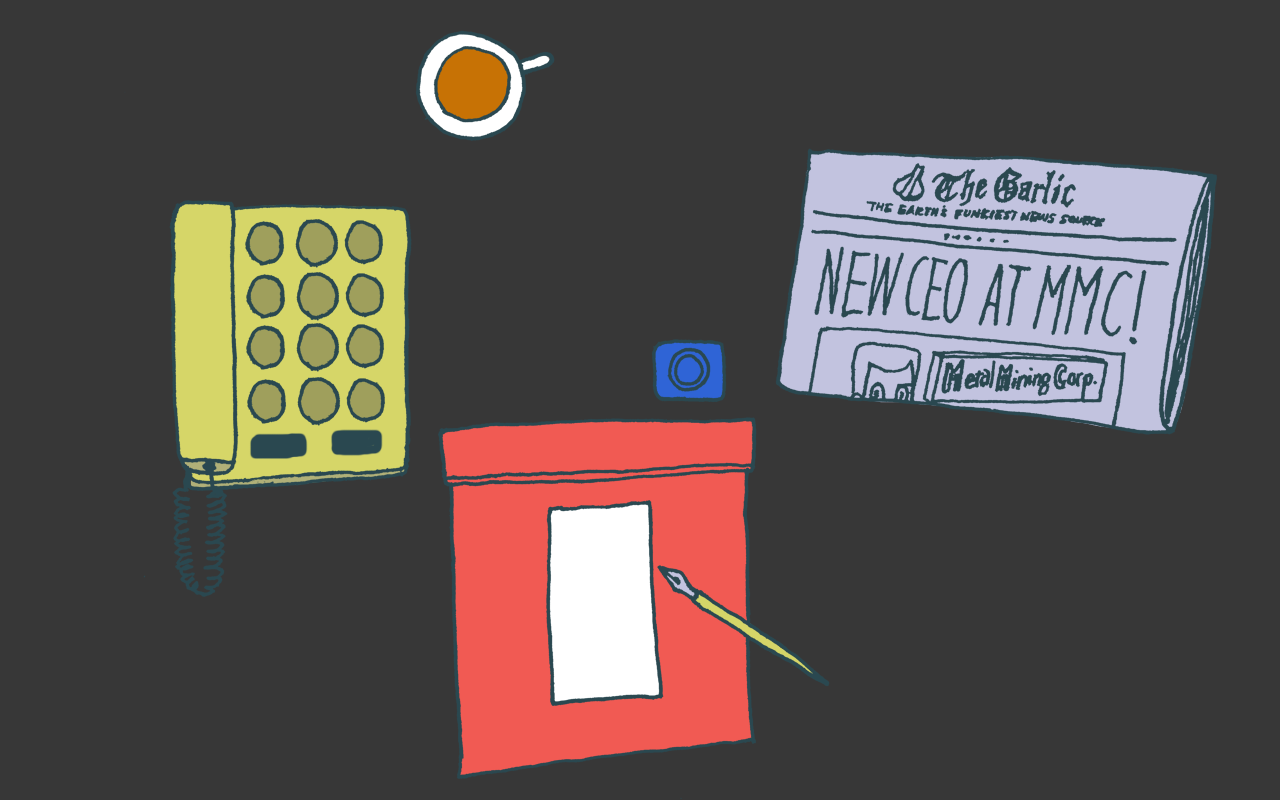 The Garlic
THE EARTH'S FUNKIEST NEWS SOURCE
NEW CEO AT MMC!
Metal Mining Corp.